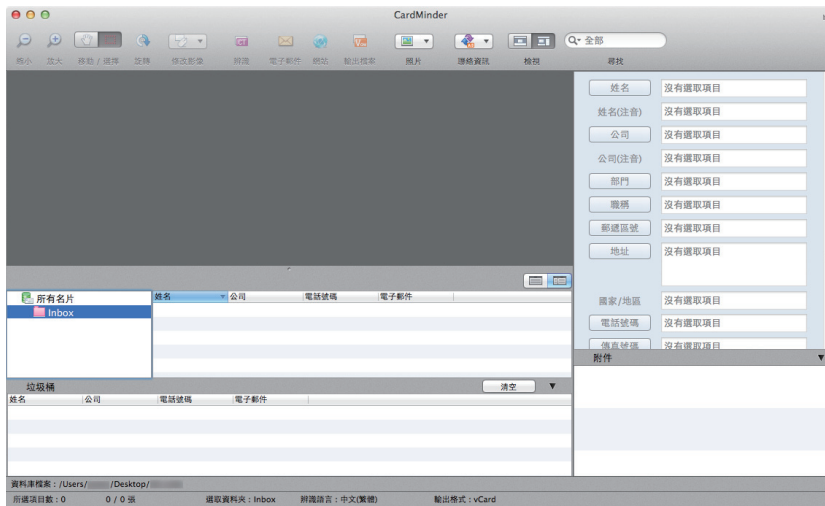 CardMinder
全部
縮小 放大 移動 / 選擇 旋轉 修改影像 辨識 電子郵件 網站 輸出檔案 照片 聯絡資訊 檢視 尋找
姓名 沒有選取項目
姓名(注音) 沒有選取項目
公司 沒有選取項目
公司(注音) 沒有選取項目
部門 沒有選取項目
職稱 沒有選取項目
郵遞區號 沒有選取項目
地址 沒有選取項目
國家/地區 沒有選取項目
電話號碼 沒有選取項目
傳真號碼 沒有選取項目
附件
所有名片
Inbox
姓名 公司 電話號碼 電子郵件
垃圾桶 清空
姓名 公司 電話號碼 電子郵件
資料庫檔案：/Users/ /Desktop/
所選項目數：0 0 / 0 張 選取資料夾：Inbox 辨識語言：中文(繁體) 輸出格式：vCard